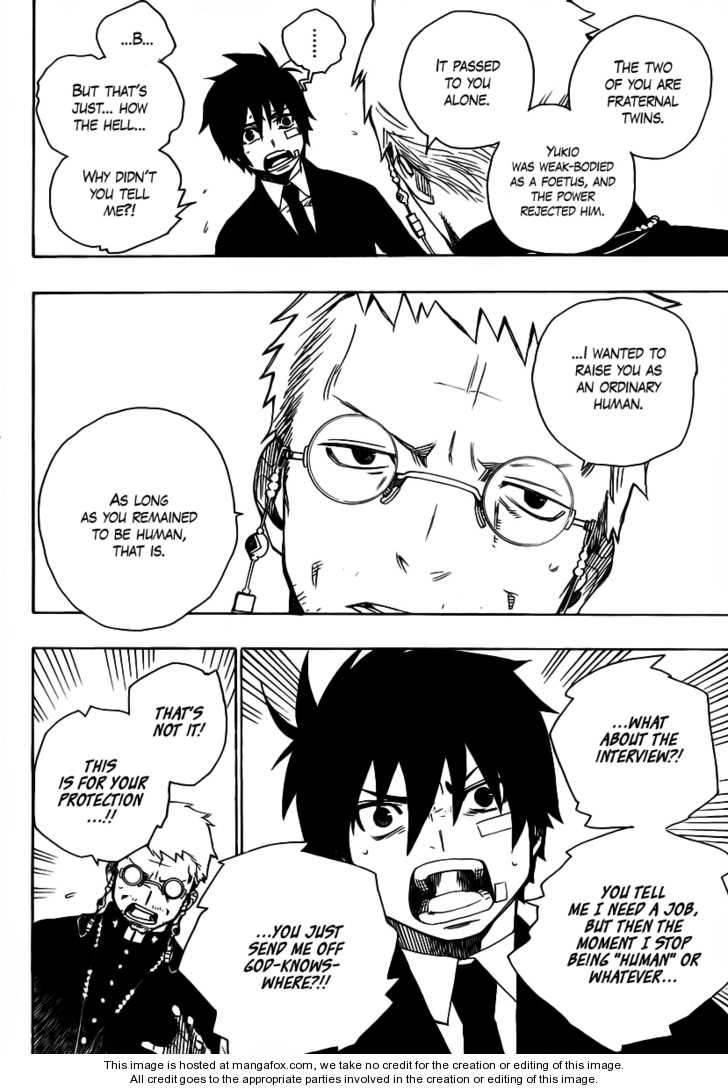 THE TWO
OF YOU ARE
FRATERNAL
TWINS.
YUKIO
WAS WEAK-BODIED
AS A FOETUS, AND
THE POWER
REJECTED HIM.
IT PASSED
TO YOU
ALONE.
......
...B...
BUT THAT'S
JUST... HOW
THE HELL...
WHY DIDN'T
YOU TELL
ME?!
...I WANTED TO
RAISE YOU AS
AN ORDINARY
HUMAN.
AS LONG
AS YOU REMAINED
TO BE HUMAN,
THAT IS.
...WHAT
ABOUT THE
INTERVIEW?!
YOU TELL
ME I NEED A JOB,
BUT THEN THE
MOMENT I STOP
BEING "HUMAN" OR
WHATEVER...
...YOU JUST
SEND ME OFF
GOD-KNOWS-
WHERE?!!
THAT'S
NOT IT!
THIS
IS FOR YOUR
PROTECTION
...!!
This image is hosted at mangafox.com, we take no credit for the creation or editing of this image.
All credit goes to the appropriate parties involved in the creation or editing of this image.